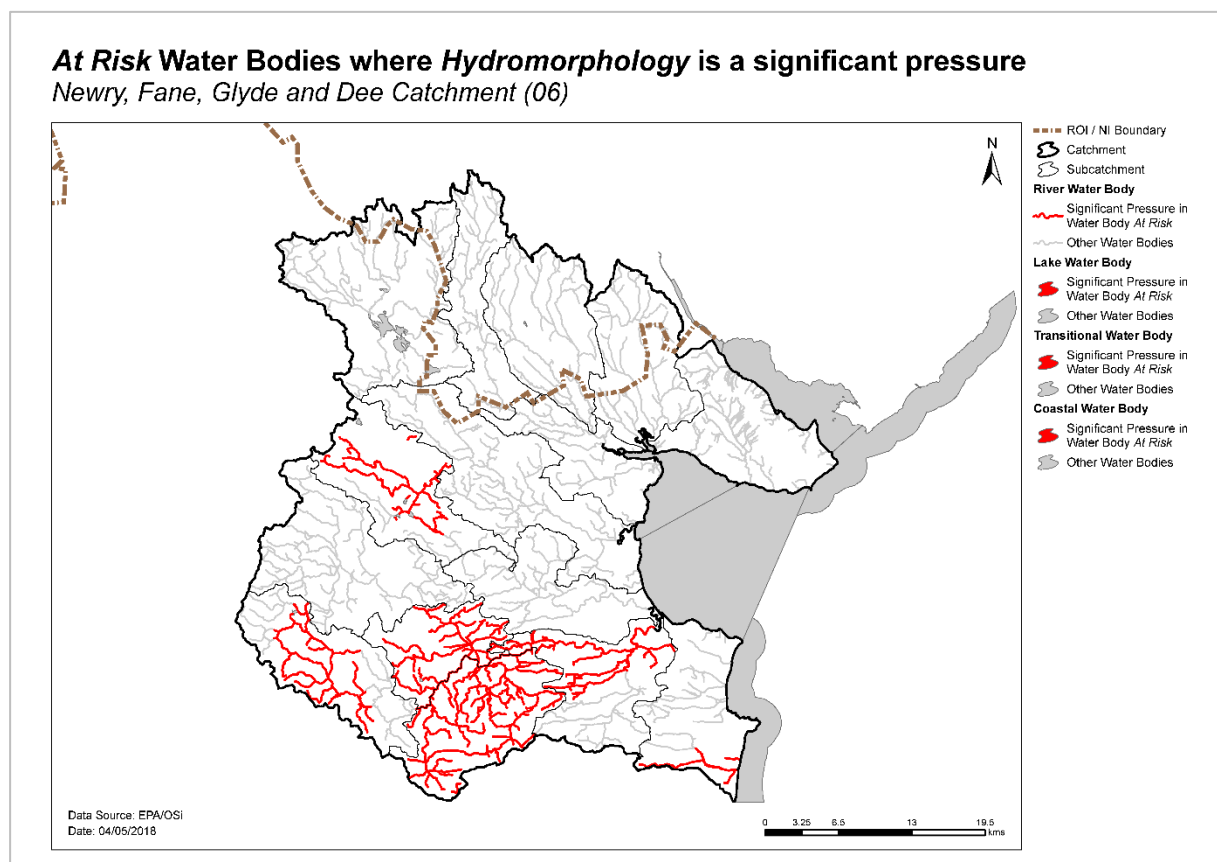 At Risk Water Bodies where Hydromorphology is a significant pressure
Newry, Fane, Glyde and Dee Catchment (06)
N
ROI / NI Boundary
Catchment
Subcatchment
River Water Body
Significant Pressure in
Water Body At Risk
Other Water Bodies
Lake Water Body
Significant Pressure in
Water Body At Risk
Other Water Bodies
Transitional Water Body
Significant Pressure in
Water Body At Risk
Other Water Bodies
Coastal Water Body
Significant Pressure in
Water Body At Risk
Other Water Bodies
Data Source: EPA/OSi
Date: 04/05/2018
0 3.25 6.5 13 19.5
kms